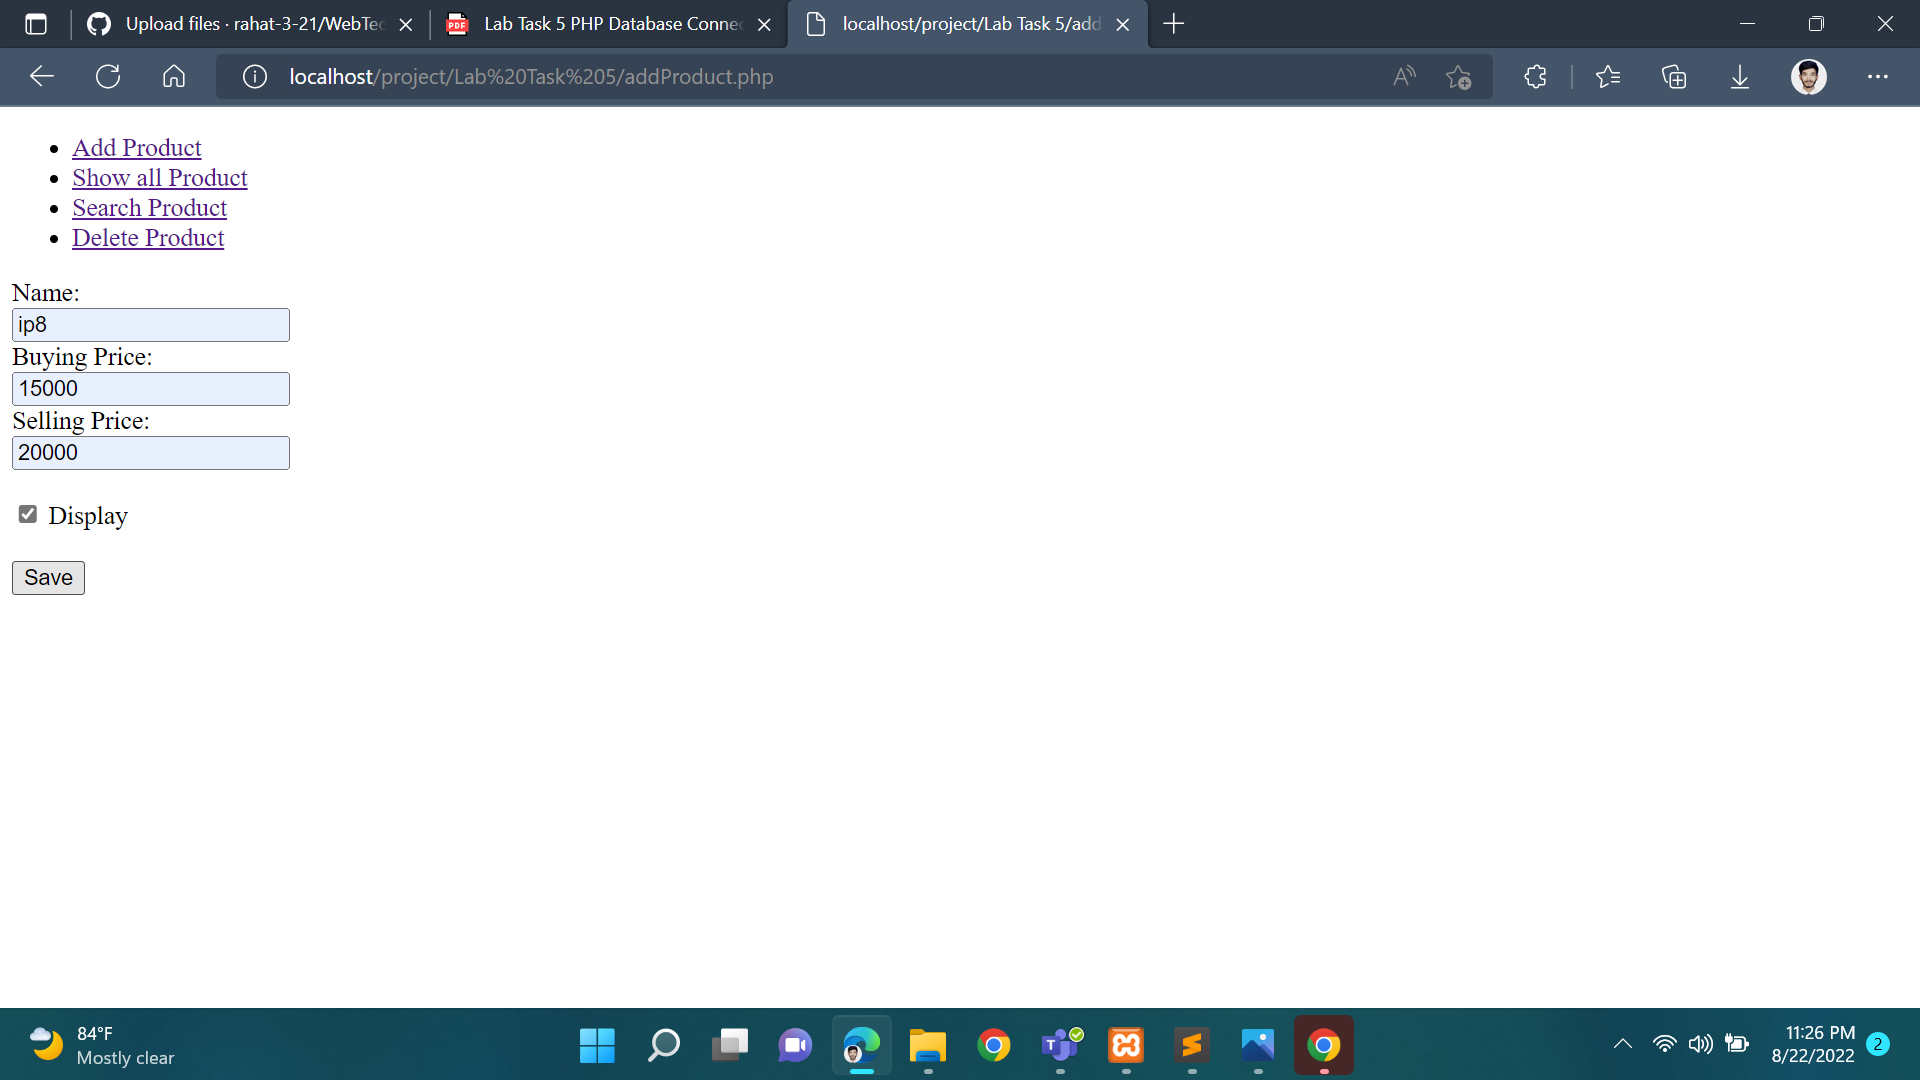 Upload files · rahat-3-21/WebTec
Lab Task 5 PHP Database Connec
localhost/project/Lab Task 5/add
localhost/project/Lab%20Task%205/addProduct.php
Add Product
Show all Product
Search Product
Delete Product
Name:
ip8
Buying Price:
15000
Selling Price:
20000
Display
Save
84°F
Mostly clear
11:26 PM
8/22/2022
2